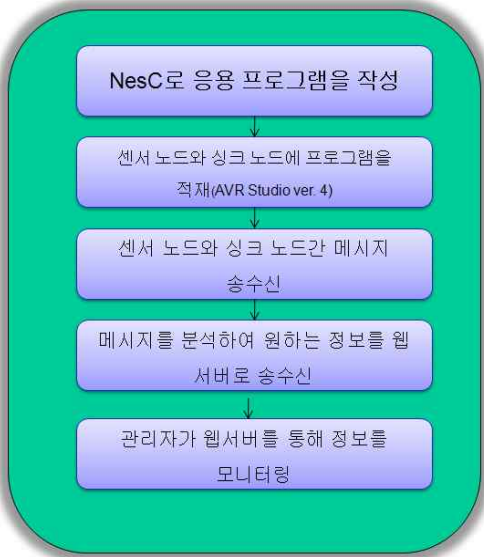 NesC로 응용 프로그램을 작성
센서 노드와 싱크 노드에 프로그램을
적재(AVR Studio ver. 4)
센서 노드와 싱크 노드간 메시지
송수신
메시지를 분석하여 원하는 정보를 웹
서버로 송수신
관리자가 웹서버를 통해 정보를
모니터링